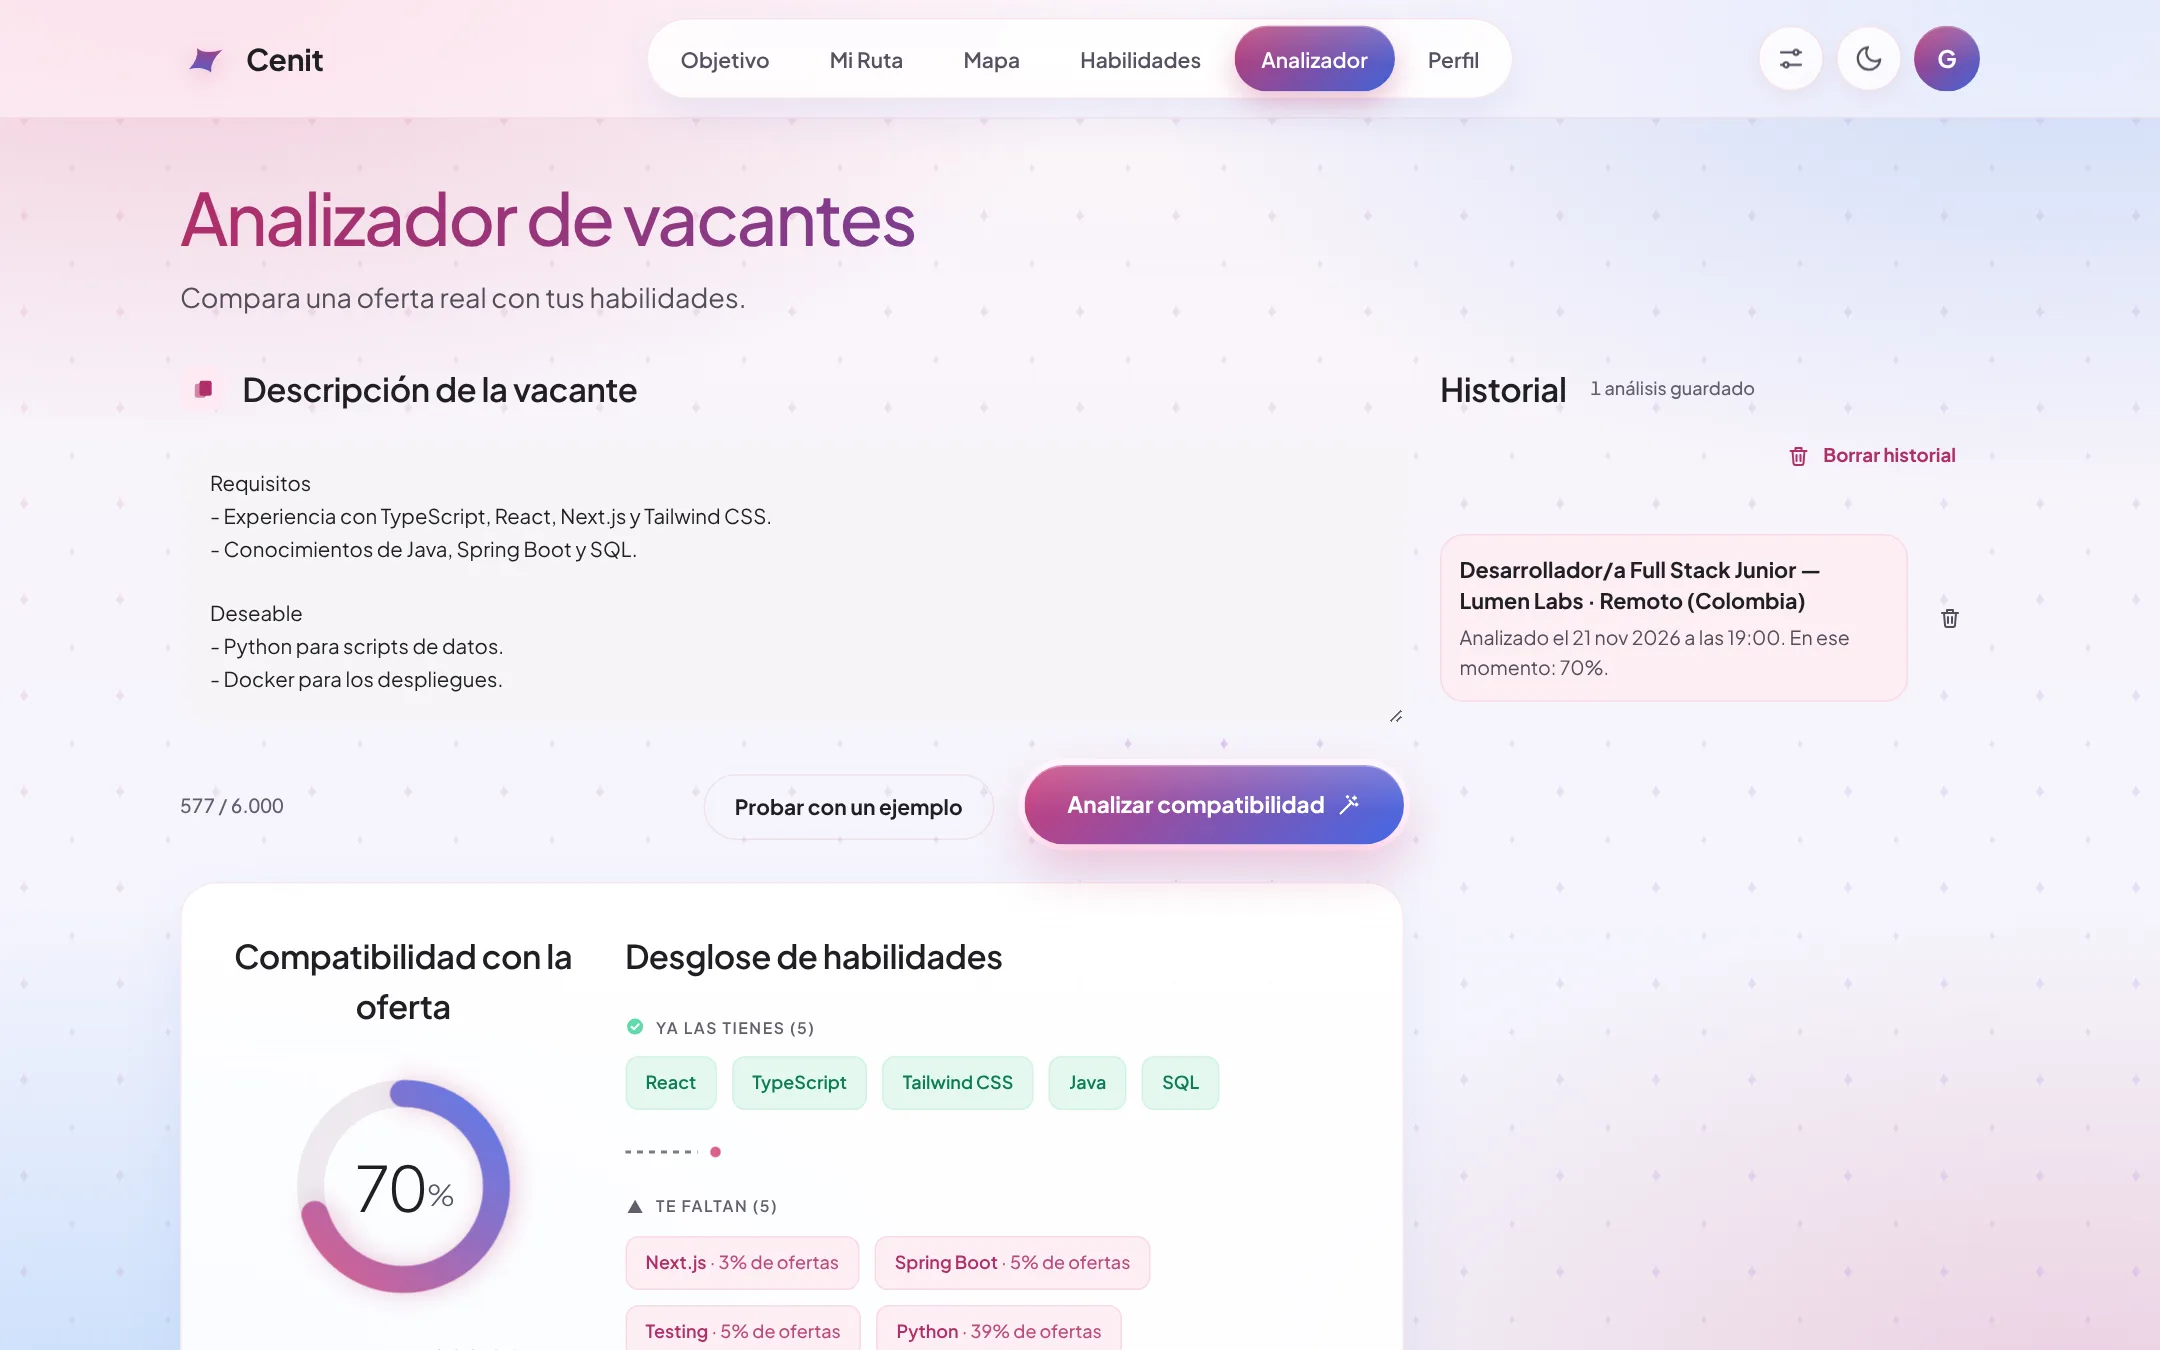 Cenit
Objetivo
Mi Ruta
Mapa
Habilidades
Analizador
Perfil
G
Analizador de vacantes
Compara una oferta real con tus habilidades.
Descripción de la vacante
Requisitos
- Experiencia con TypeScript, React, Next.js y Tailwind CSS.
- Conocimientos de Java, Spring Boot y SQL.
Deseable
- Python para scripts de datos.
- Docker para los despliegues.
577 / 6.000
Probar con un ejemplo
Analizar compatibilidad
Historial
1 análisis guardado
Borrar historial
Desarrollador/a Full Stack Junior —
Lumen Labs · Remoto (Colombia)
Analizado el 21 nov 2026 a las 19:00. En ese
momento: 70%.
Compatibilidad con la
oferta
70%
Desglose de habilidades
YA LAS TIENES (5)
React
TypeScript
Tailwind CSS
Java
SQL
TE FALTAN (5)
Next.js · 3% de ofertas
Spring Boot · 5% de ofertas
Testing · 5% de ofertas
Python · 39% de ofertas